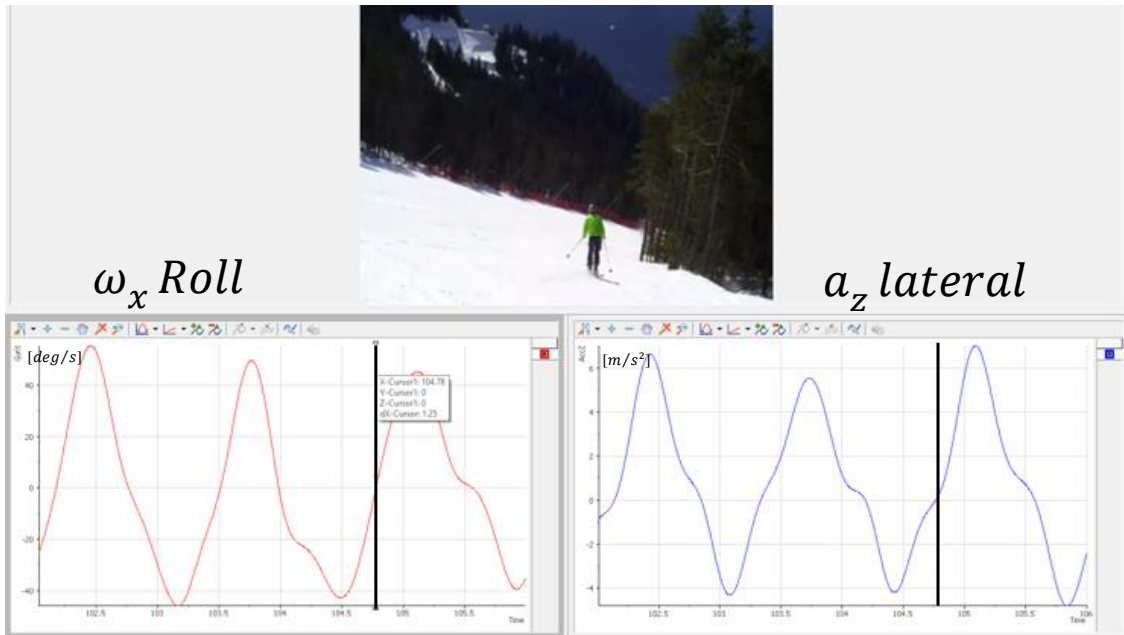 ω_x Roll
a_z lateral
[deg/s]
40
20
0
-20
-40
102.5
103
103.5
104
104.5
105
105.5
Time
X-Cursor1: 104.78
Y-Cursor1: 0
Z-Cursor1: 0
dX-Cursor: 1.25
[m/s²]
AccZ
6
4
2
0
-2
-4
102.5
103
103.5
104
104.5
105
105.5
106
Time